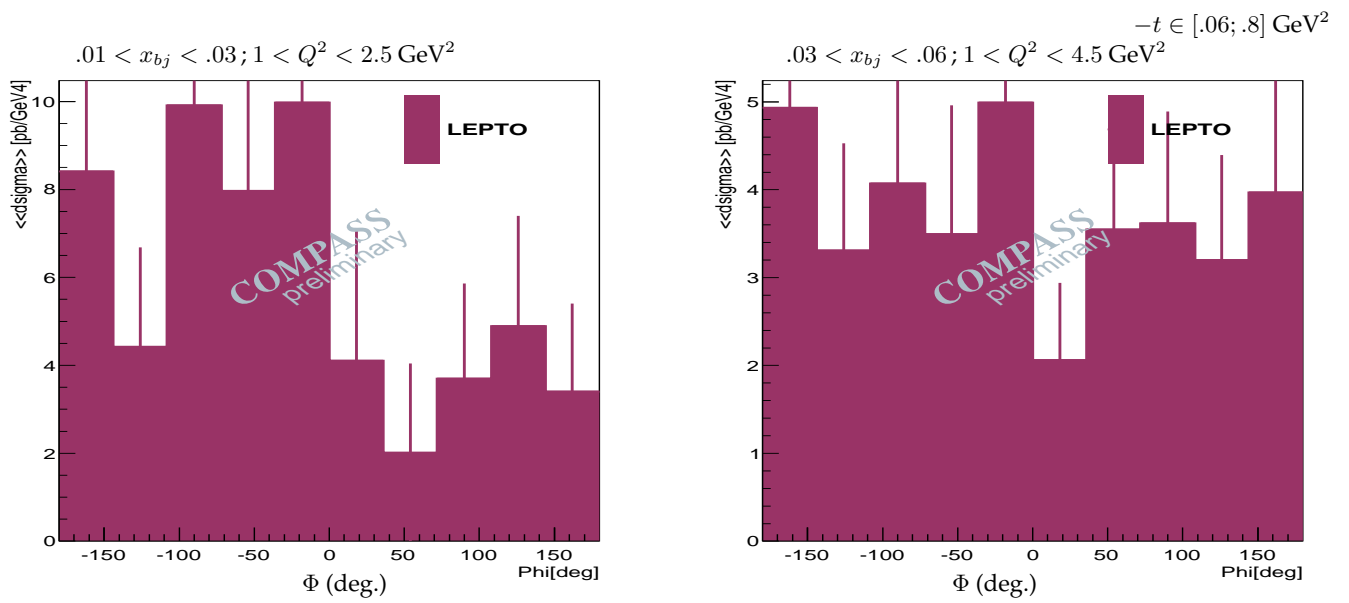 −t ∈ [.06; .8] GeV²
.01 < x_bj < .03 ; 1 < Q² < 2.5 GeV²
<<dsigma>> [pb/GeV4]
10
8
6
4
2
0
LEPTO
COMPASS
preliminary
-150 -100 -50 0 50 100 150
Phi[deg]
Φ (deg.)
.03 < x_bj < .06 ; 1 < Q² < 4.5 GeV²
<<dsigma>> [pb/GeV4]
5
4
3
2
1
0
LEPTO
COMPASS
preliminary
-150 -100 -50 0 50 100 150
Phi[deg]
Φ (deg.)